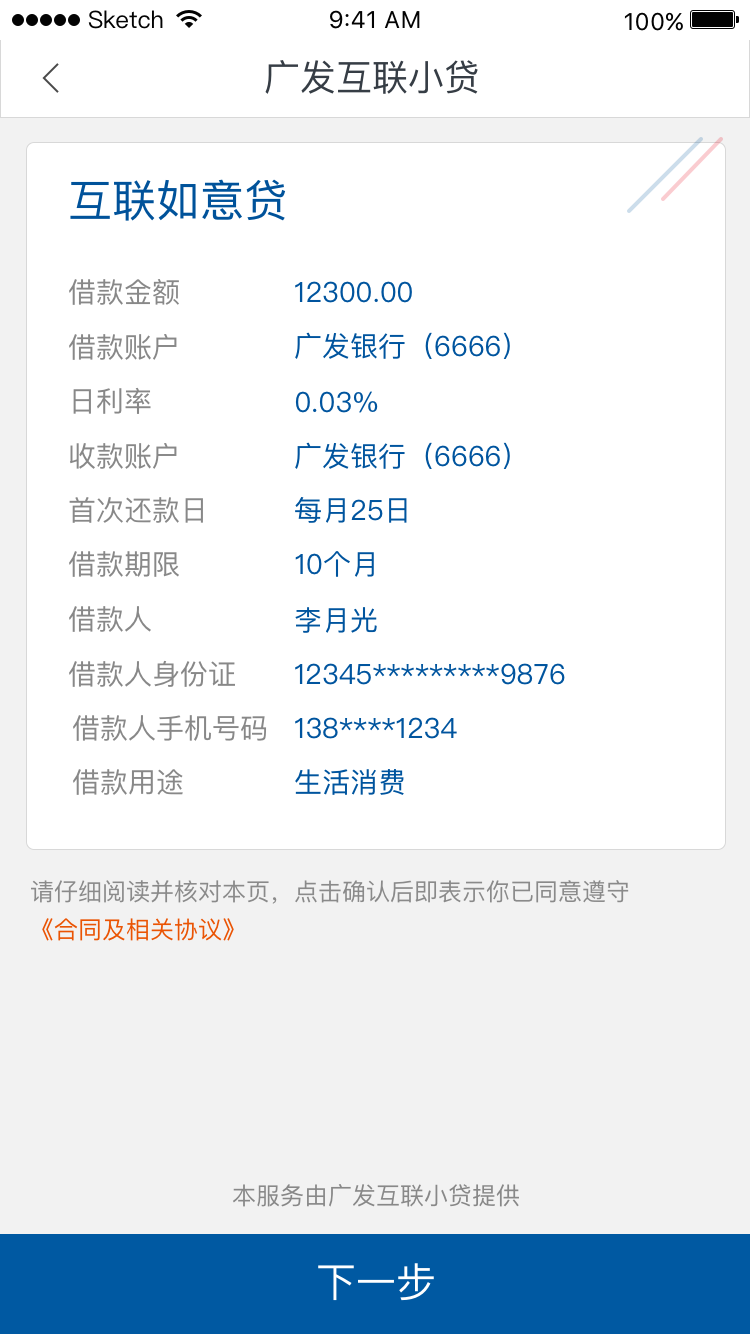 Sketch 9:41 AM 100%
广发互联小贷
互联如意贷
借款金额 12300.00
借款账户 广发银行（6666）
日利率 0.03%
收款账户 广发银行（6666）
首次还款日 每月25日
借款期限 10个月
借款人 李月光
借款人身份证 12345*********9876
借款人手机号码 138****1234
借款用途 生活消费
请仔细阅读并核对本页，点击确认后即表示你已同意遵守
《合同及相关协议》
本服务由广发互联小贷提供
下一步